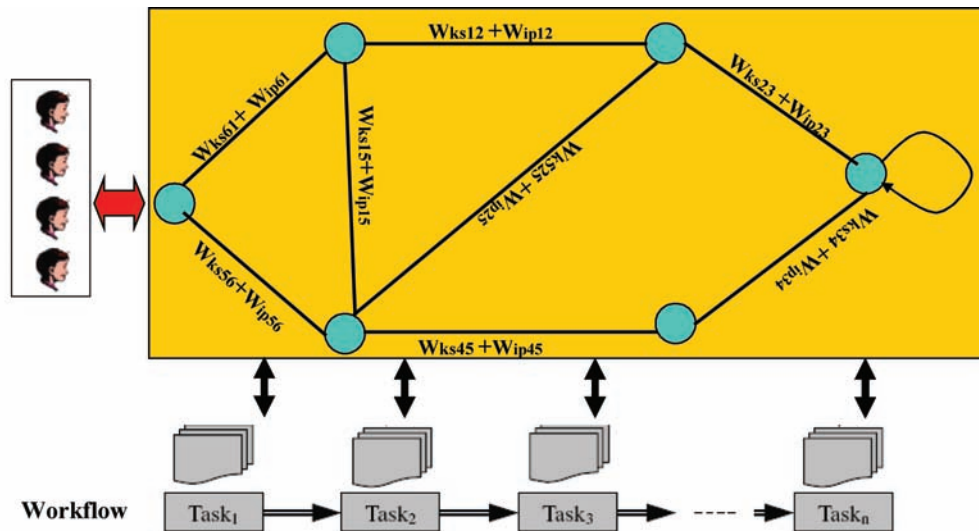 Wks12 +Wip12
Wks61+ Wip61
Wks15+Wip15
Wk525 +Wip25
Wks23 +Wip23
Wks34 +Wip34
Wks56+Wip56
Wks45 +Wip45
Workflow
Task1
Task2
Task3
Taskn